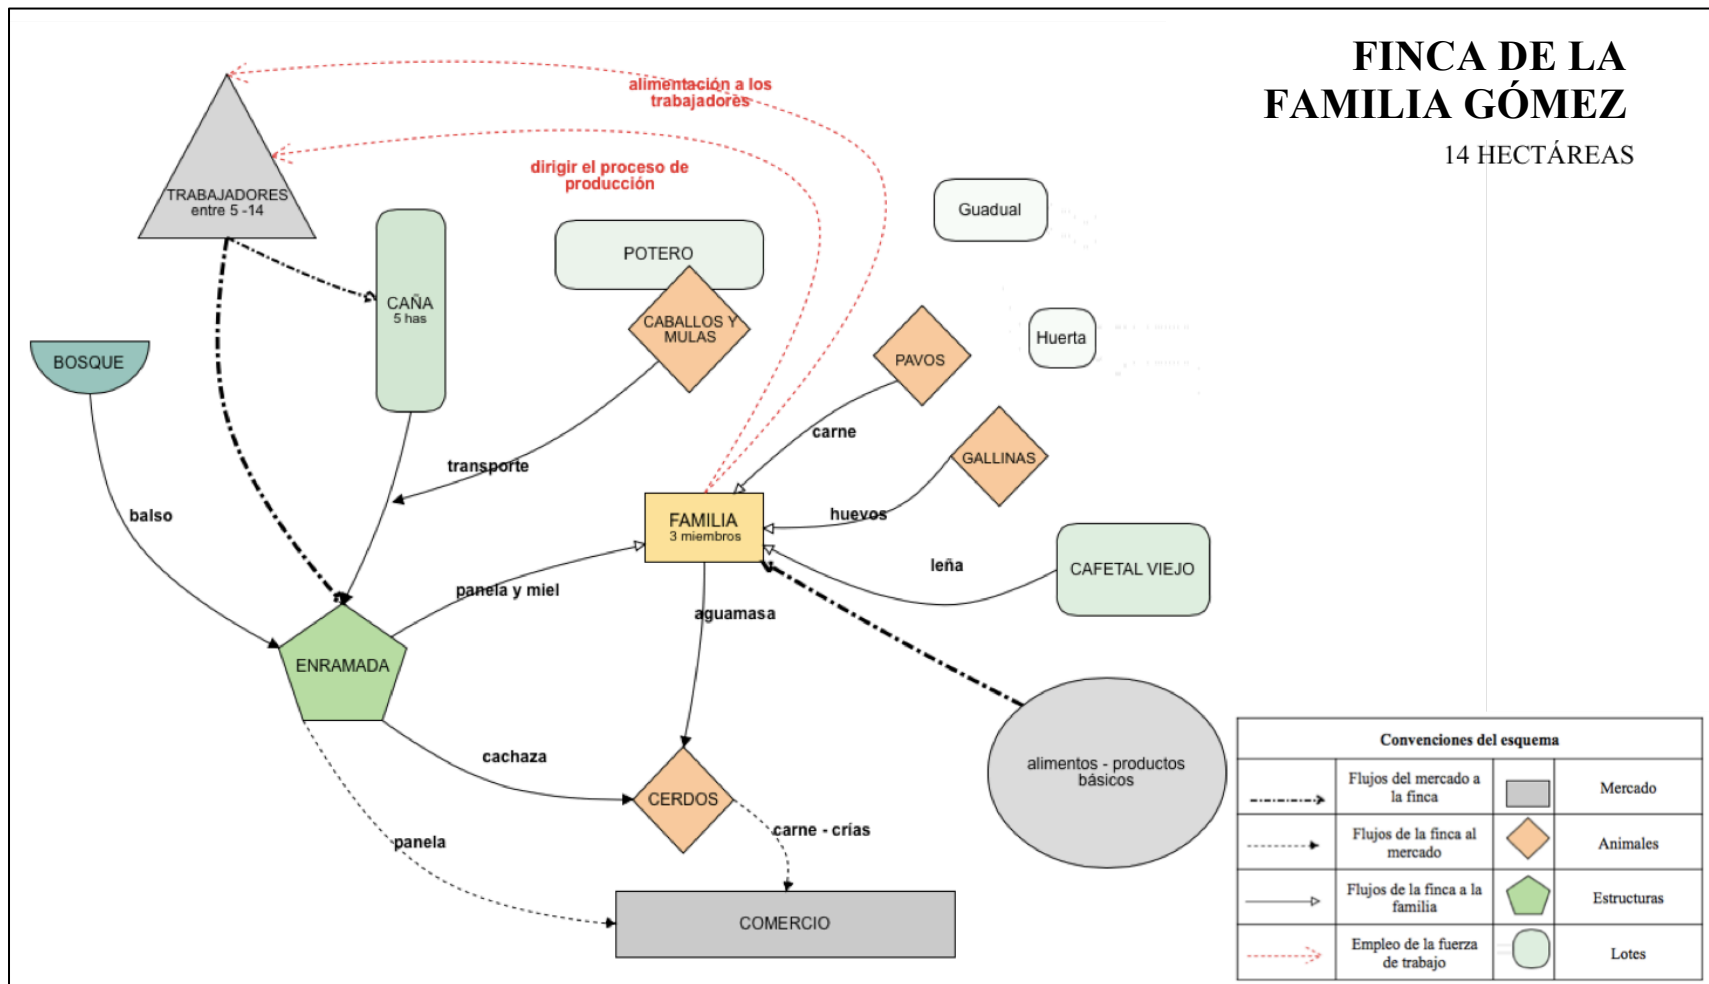 FINCA DE LA
FAMILIA GÓMEZ
14 HECTÁREAS
alimentación a los
trabajadores
dirigir el proceso de
producción
TRABAJADORES
entre 5 -14
CAÑA
5 has
POTERO
CABALLOS Y
MULAS
Guadual
Huerta
PAVOS
GALLINAS
BOSQUE
carne
transporte
balso
huevos
FAMILIA
3 miembros
leña
CAFETAL VIEJO
panela y miel
aguamasa
ENRAMADA
cachaza
alimentos - productos
básicos
CERDOS
carne - crías
panela
COMERCIO
Convenciones del esquema
Flujos del mercado a
la finca
Mercado
Flujos de la finca al
mercado
Animales
Flujos de la finca a la
familia
Estructuras
Empleo de la fuerza
de trabajo
Lotes